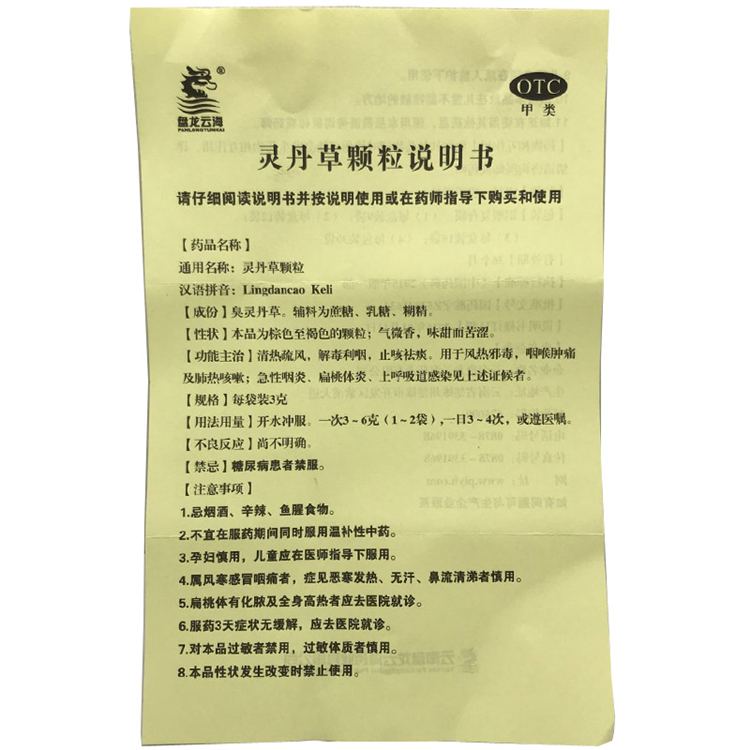 盘龙云海
PANLONGYUNHAI
OTC
甲类
灵丹草颗粒说明书
请仔细阅读说明书并按说明使用或在药师指导下购买和使用
【药品名称】
通用名称：灵丹草颗粒
汉语拼音：Lingdancao Keli
【成份】臭灵丹草。辅料为蔗糖、乳糖、糊精。
【性状】本品为棕色至褐色的颗粒；气微香，味甜而苦涩。
【功能主治】清热疏风，解毒利咽，止咳祛痰。用于风热邪毒，咽喉肿痛
及肺热咳嗽；急性咽炎、扁桃体炎、上呼吸道感染见上述证候者。
【规格】每袋装3克
【用法用量】开水冲服。一次3~6克（1~2袋），一日3~4次，或遵医嘱。
【不良反应】尚不明确。
【禁忌】糖尿病患者禁服。
【注意事项】
1.忌烟酒、辛辣、鱼腥食物。
2.不宜在服药期间同时服用温补性中药。
3.孕妇慎用，儿童应在医师指导下服用。
4.属风寒感冒咽痛者，症见恶寒发热、无汗、鼻流清涕者慎用。
5.扁桃体有化脓及全身高热者应去医院就诊。
6.服药3天症状无缓解，应去医院就诊。
7.对本品过敏者禁用，过敏体质者慎用。
8.本品性状发生改变时禁止使用。